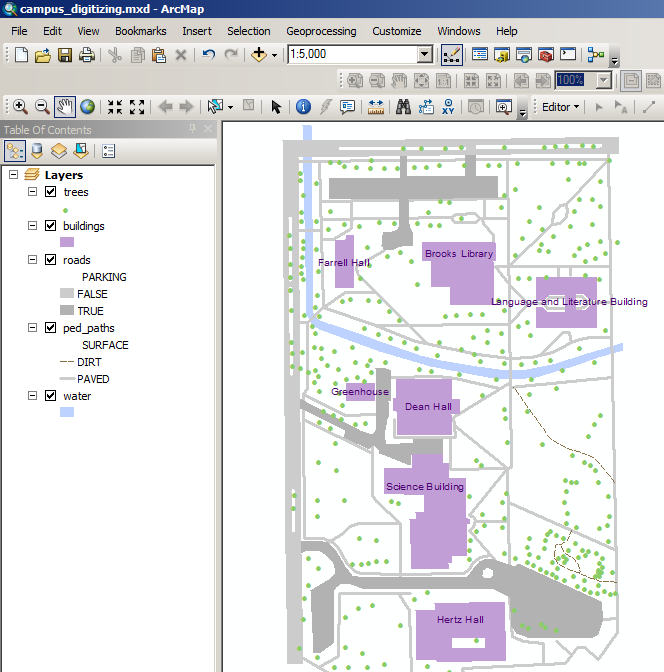 campus_digitizing.mxd - ArcMap
File Edit View Bookmarks Insert Selection Geoprocessing Customize Windows Help
1:5,000
100%
Editor
Table Of Contents
Layers
trees
buildings
roads
PARKING
FALSE
TRUE
ped_paths
SURFACE
DIRT
PAVED
water
Farrell Hall
Brooks Library
Language and Literature Building
Greenhouse
Dean Hall
Science Building
Hertz Hall